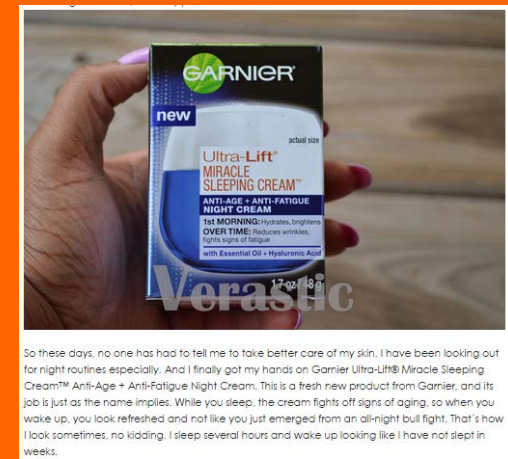 GARNIER
new
actual size
Ultra-Lift®
MIRACLE
SLEEPING CREAM™
ANTI-AGE + ANTI-FATIGUE
NIGHT CREAM
1st MORNING: Hydrates, brightens
OVER TIME: Reduces wrinkles,
fights signs of fatigue
with Essential Oil + Hyaluronic Acid
1.7 oz / 48 g
Verastic
So these days, no one has had to tell me to take better care of my skin. I have been looking out
for night routines especially. And I finally got my hands on Garnier Ultra-Lift® Miracle Sleeping
Cream™ Anti-Age + Anti-Fatigue Night Cream. This is a fresh new product from Garnier, and its
job is just as the name implies. While you sleep, the cream fights off signs of aging, so when you
wake up, you look refreshed and not like you just emerged from an all-night bull fight. That's how
I look sometimes, no kidding. I sleep several hours and wake up looking like I have not slept in
weeks.